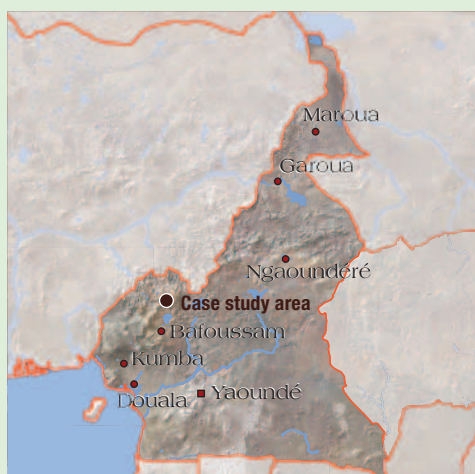 Maroua
Garoua
Ngaoundéré
Case study area
Bafoussam
Kumba
Douala
Yaoundé